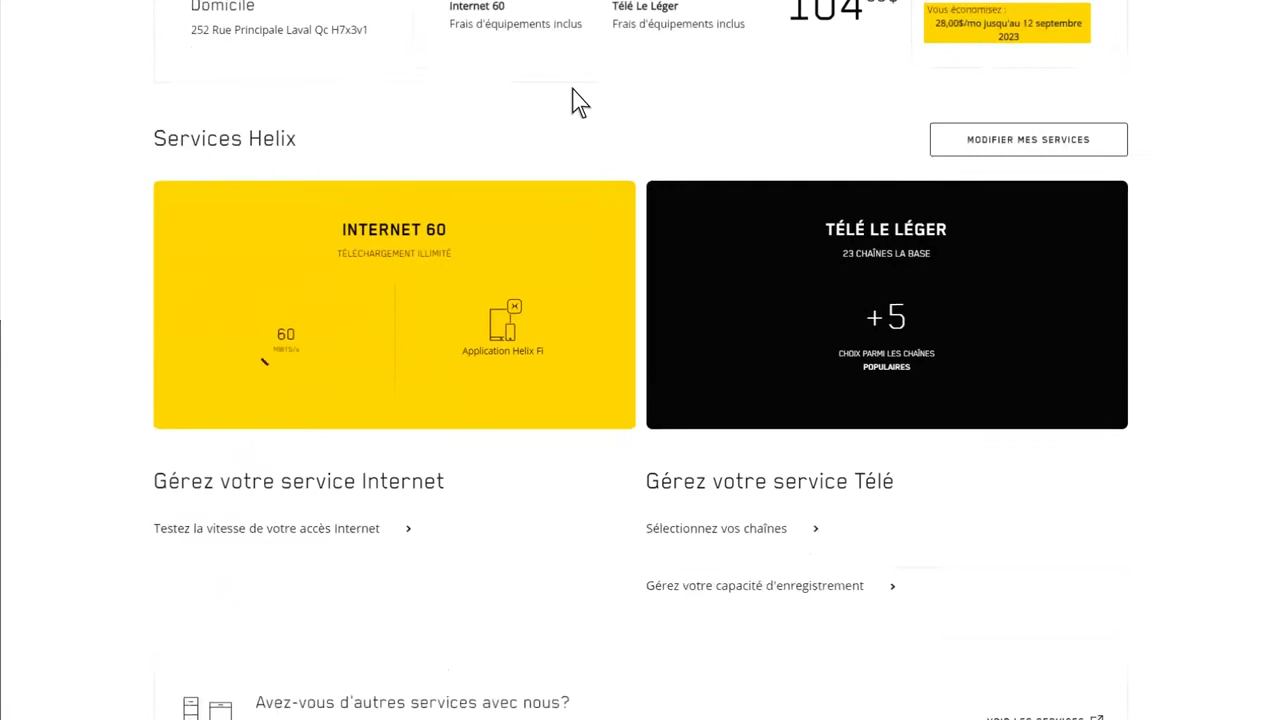 Domicile
252 Rue Principale Laval Qc H7x3v1
Internet 60
Frais d'équipements inclus
Télé Le Léger
Frais d'équipements inclus
104
Vous économisez :
28,00$/mo jusqu'au 12 septembre
2023
Services Helix
MODIFIER MES SERVICES
INTERNET 60
TÉLÉCHARGEMENT ILLIMITÉ
60
Application Helix Fi
TÉLÉ LE LÉGER
23 CHAÎNES LA BASE
+5
CHOIX PARMI LES CHAÎNES
POPULAIRES
Gérez votre service Internet
Testez la vitesse de votre accès Internet
Gérez votre service Télé
Sélectionnez vos chaînes
Gérez votre capacité d'enregistrement
Avez-vous d'autres services avec nous?
VOIR LES SERVICES